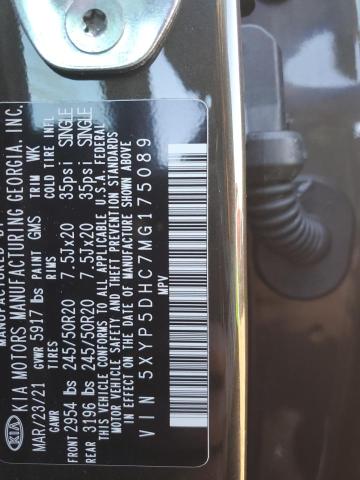 MANUFACTURED BY
KIA KIA MOTORS MANUFACTURING GEORGIA, INC.
MAR/23/21 GVWR 5917 lbs PAINT GMS TRIM WK
GAWR TIRES RIMS COLD TIRE INFL
FRONT 2954 lbs 245/50R20 7.5Jx20 35psi SINGLE
REAR 3196 lbs 245/50R20 7.5Jx20 35psi SINGLE
THIS VEHICLE CONFORMS TO ALL APPLICABLE U.S. FEDERAL
MOTOR VEHICLE SAFETY, BUMPER, AND THEFT PREVENTION STANDARDS
IN EFFECT ON THE DATE OF MANUFACTURE SHOWN ABOVE.
VIN 5XYP5DHC7MG175089
MPV